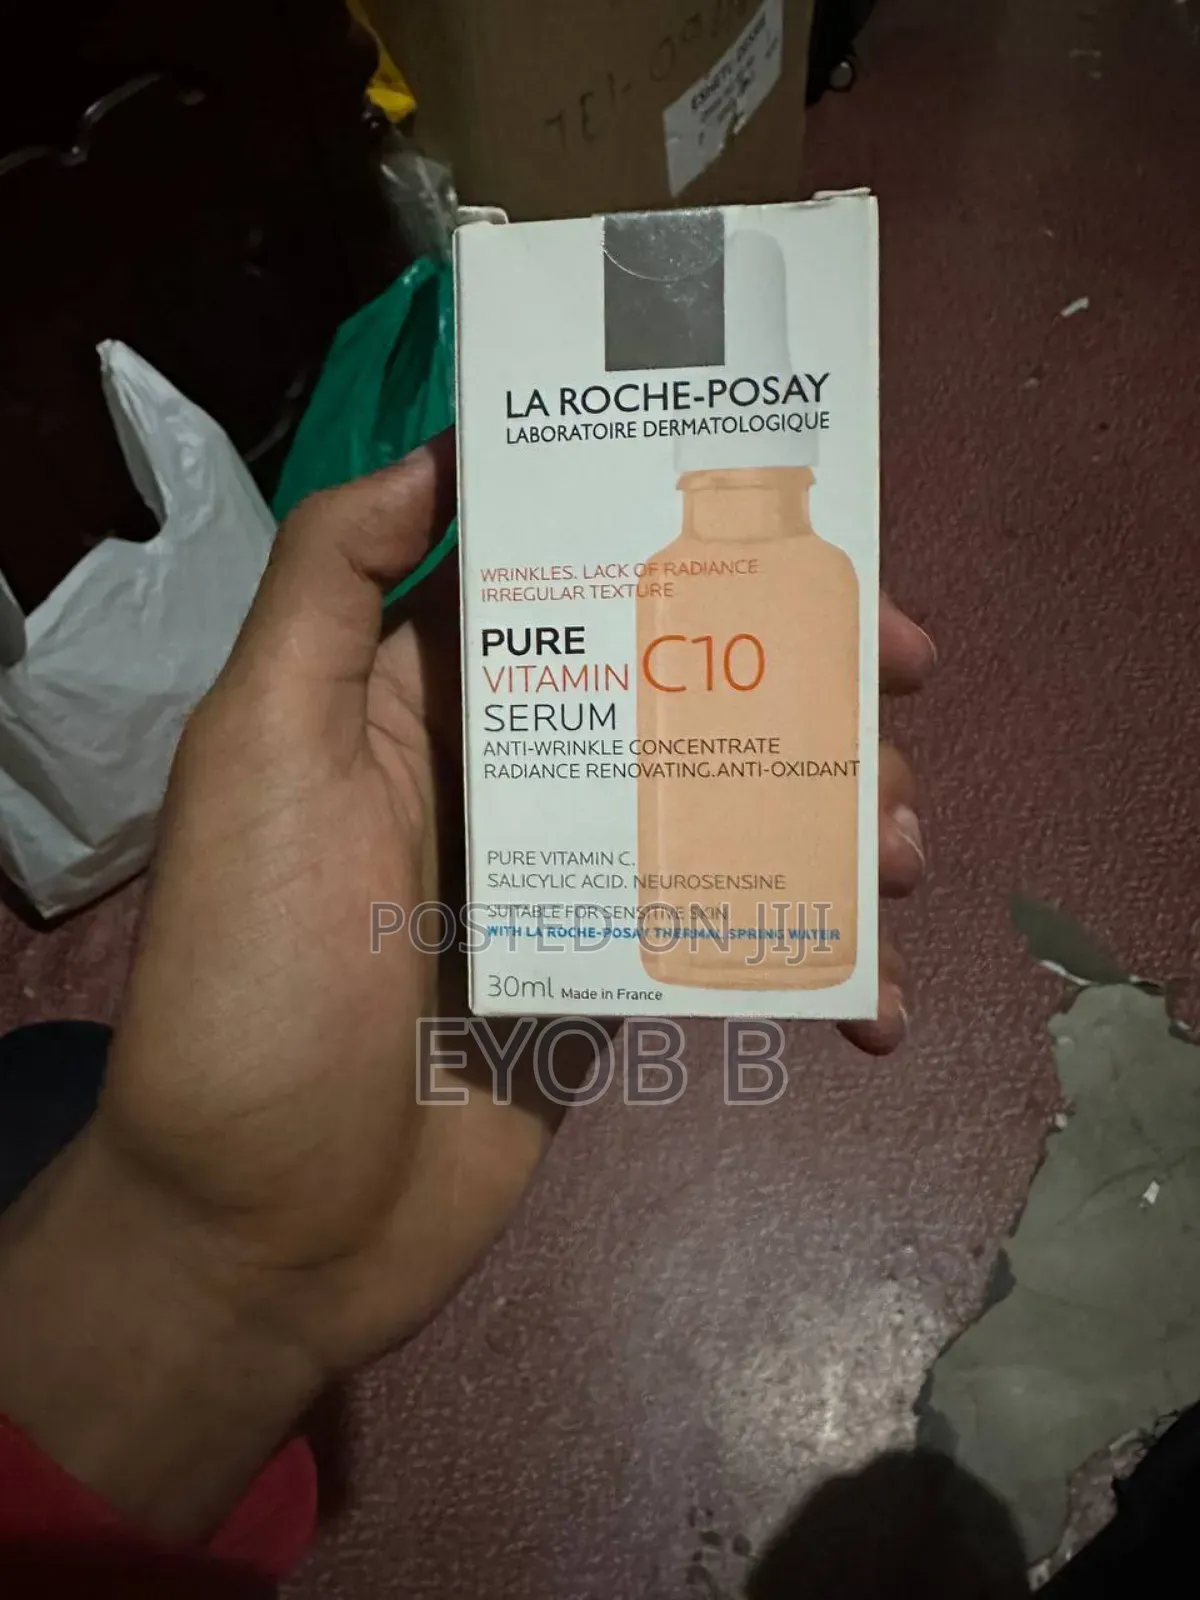 TEL-09
LA ROCHE-POSAY
LABORATOIRE DERMATOLOGIQUE
WRINKLES. LACK OF RADIANCE
IRREGULAR TEXTURE
PURE
VITAMIN C10
SERUM
ANTI-WRINKLE CONCENTRATE
RADIANCE RENOVATING.ANTI-OXIDANT
PURE VITAMIN C.
SALICYLIC ACID. NEUROSENSINE
SUITABLE FOR SENSITIVE SKIN
WITH LA ROCHE-POSAY THERMAL SPRING WATER
30ml Made in France
POSTED ON JIJI
EYOB B